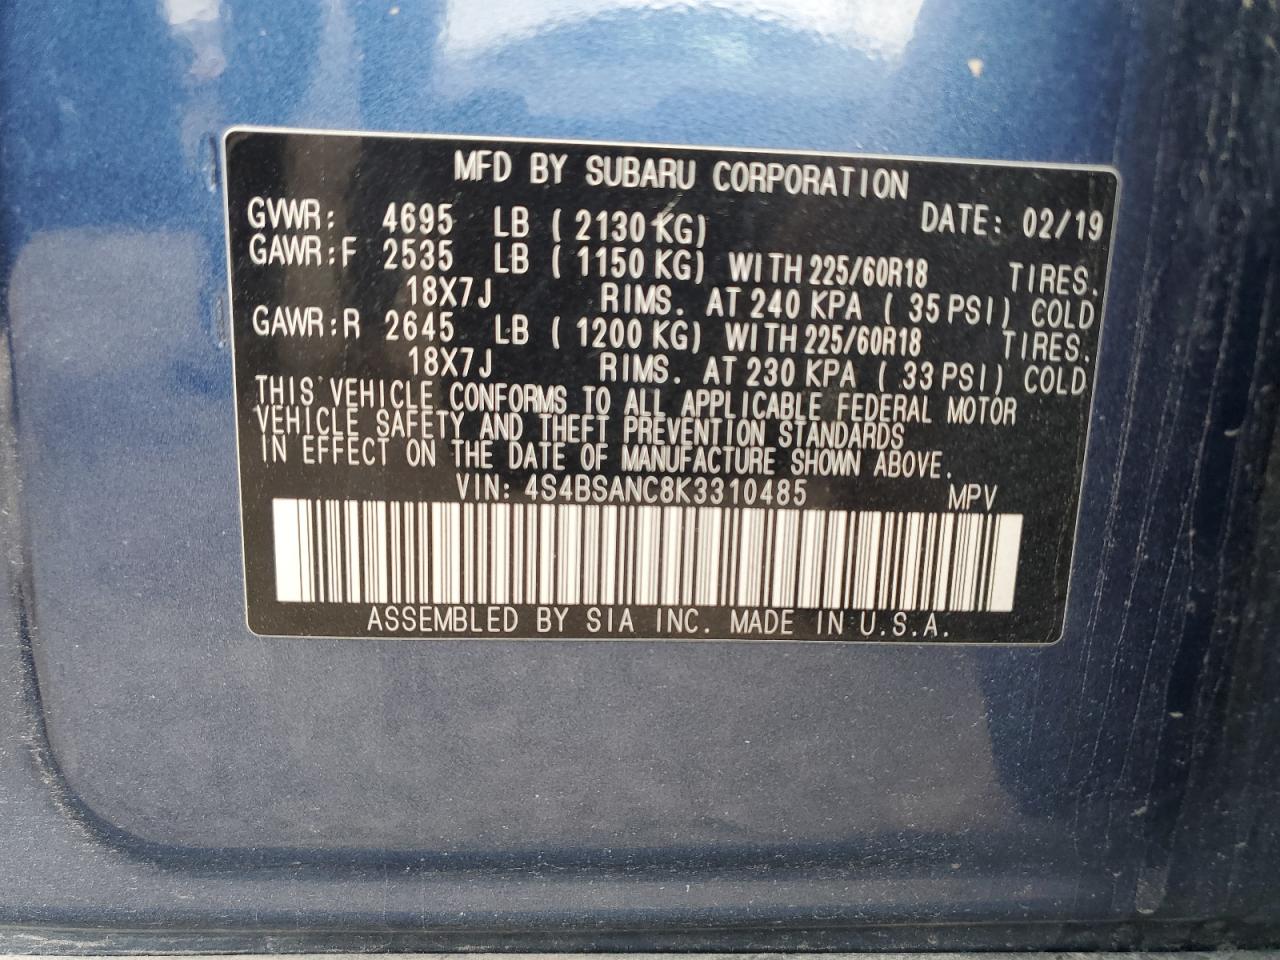 MFD BY SUBARU CORPORATION
GVWR: 4695 LB ( 2130 KG) DATE: 02/19
GAWR:F 2535 LB ( 1150 KG) WITH 225/60R18 TIRES.
18X7J RIMS. AT 240 KPA ( 35 PSI) COLD
GAWR:R 2645 LB ( 1200 KG) WITH 225/60R18 TIRES.
18X7J RIMS. AT 230 KPA ( 33 PSI) COLD
THIS VEHICLE CONFORMS TO ALL APPLICABLE FEDERAL MOTOR
VEHICLE SAFETY AND THEFT PREVENTION STANDARDS
IN EFFECT ON THE DATE OF MANUFACTURE SHOWN ABOVE.
VIN: 4S4BSANC8K3310485 MPV
ASSEMBLED BY SIA INC. MADE IN U.S.A.